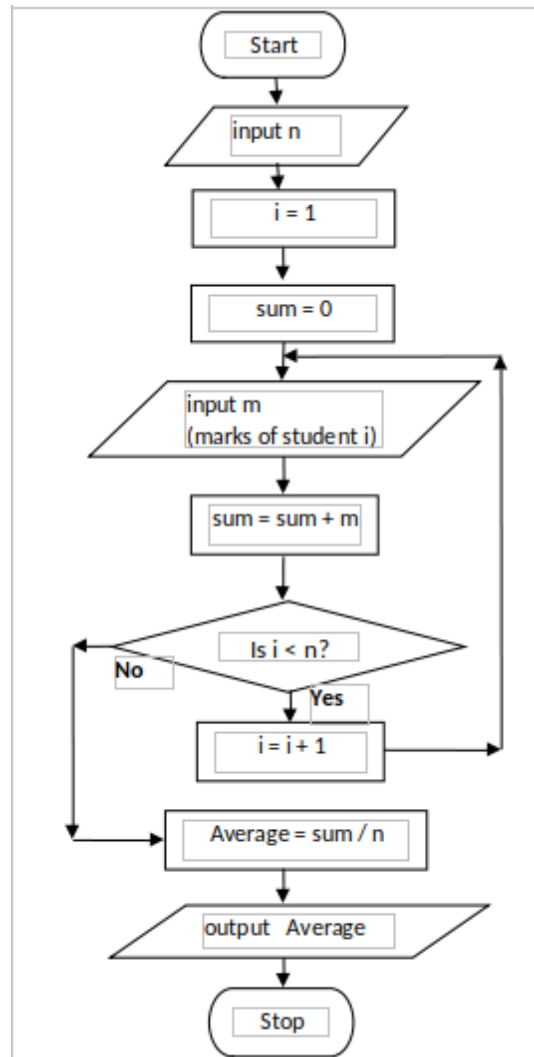 Start
input n
i = 1
sum = 0
input m
(marks of student i)
sum = sum + m
Is i < n?
No
Yes
i = i + 1
Average = sum / n
output Average
Stop